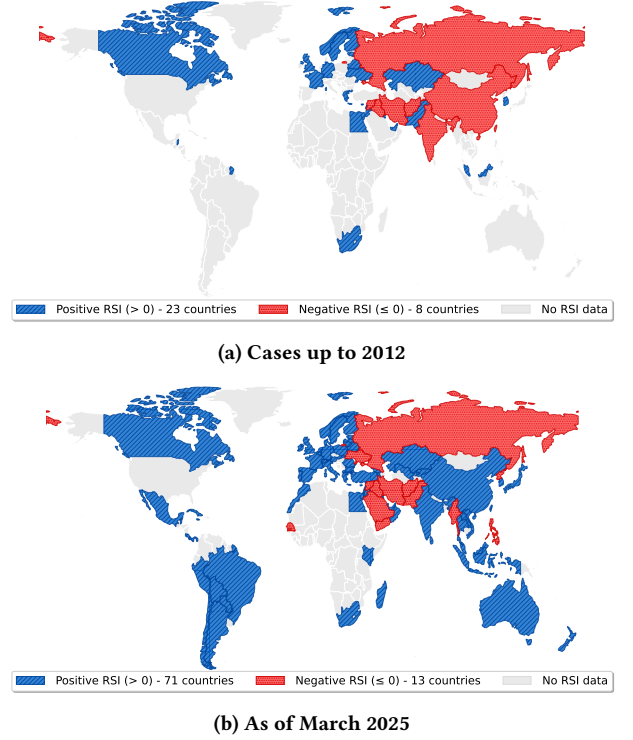 Positive RSI (> 0) - 23 countries Negative RSI (≤ 0) - 8 countries No RSI data
(a) Cases up to 2012
Positive RSI (> 0) - 71 countries Negative RSI (≤ 0) - 13 countries No RSI data
(b) As of March 2025